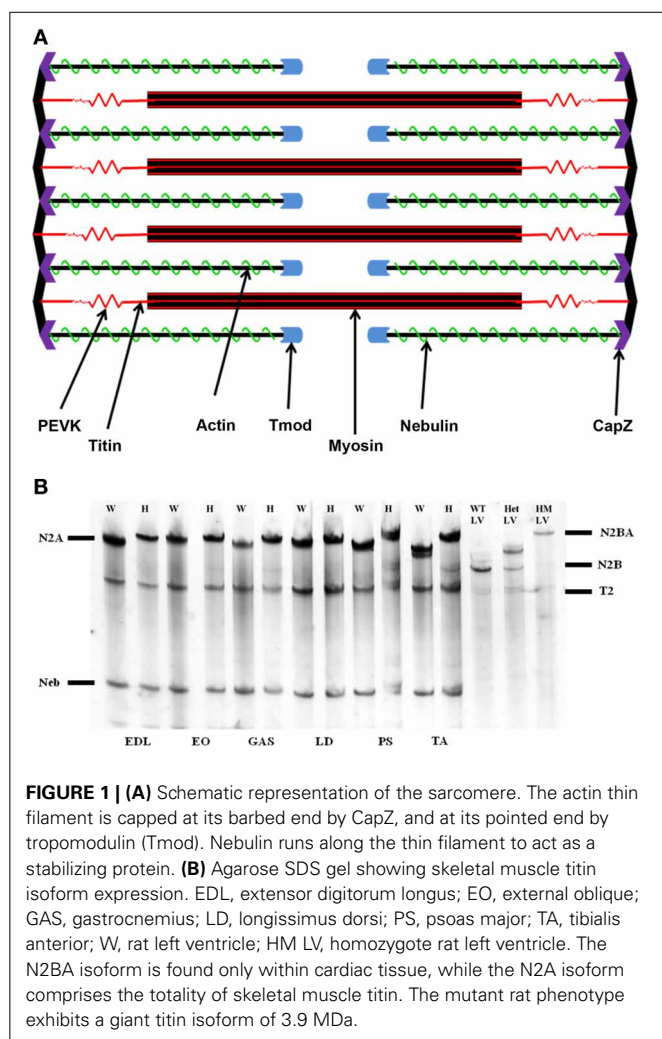 A
PEVK
Titin
Actin
Tmod
Myosin
Nebulin
CapZ
B
W H W H W H W H W H W H WT LV Het LV HM LV
N2A
N2BA
N2B
T2
Neb
EDL EO GAS LD PS TA
FIGURE 1 | (A) Schematic representation of the sarcomere. The actin thin
filament is capped at its barbed end by CapZ, and at its pointed end by
tropomodulin (Tmod). Nebulin runs along the thin filament to act as a
stabilizing protein. (B) Agarose SDS gel showing skeletal muscle titin
isoform expression. EDL, extensor digitorum longus; EO, external oblique;
GAS, gastrocnemius; LD, longissimus dorsi; PS, psoas major; TA, tibialis
anterior; W, rat left ventricle; HM LV, homozygote rat left ventricle. The
N2BA isoform is found only within cardiac tissue, while the N2A isoform
comprises the totality of skeletal muscle titin. The mutant rat phenotype
exhibits a giant titin isoform of 3.9 MDa.